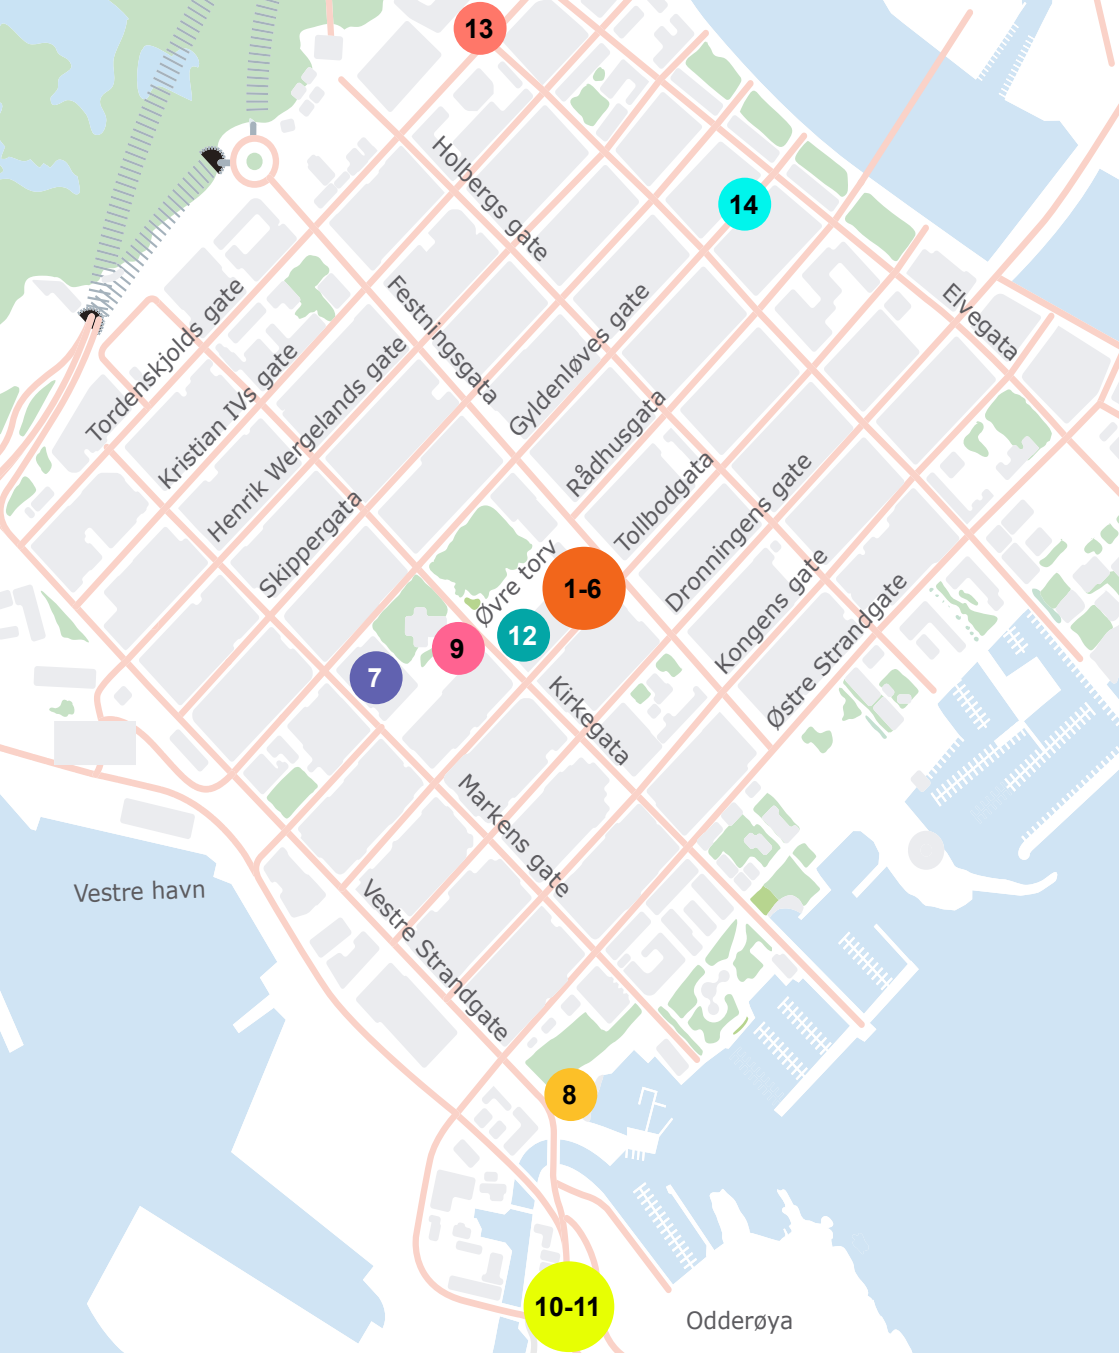 13
Holbergs gate
14
Festningsgata
Tordenskjolds gate
Gyldenløves gate
Elvegata
Kristian IVs gate
Henrik Wergelands gate
Rådhusgata
Skippergata
Tollbodgata
Dronningens gate
Øvre torv
1-6
Kongens gate
12
9
7
Østre Strandgate
Kirkegata
Markens gate
Vestre havn
Vestre Strandgate
8
10-11
Odderøya